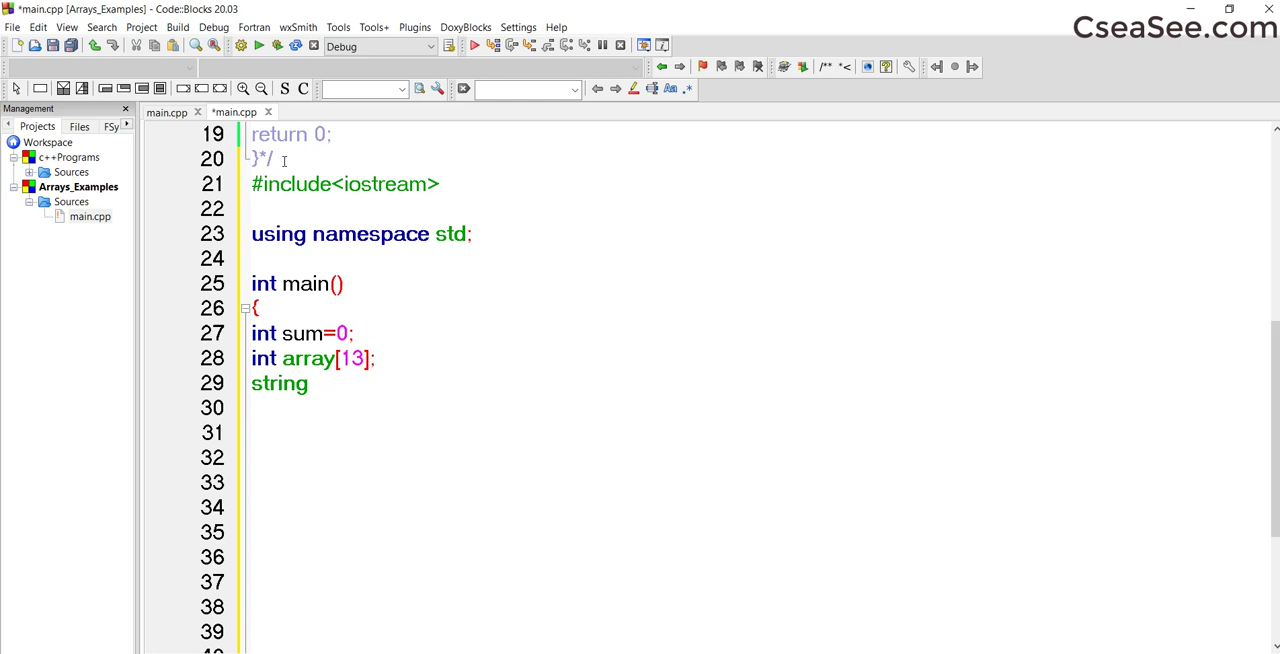 *main.cpp [Arrays_Examples] - Code::Blocks 20.03
CseaSee.com
File Edit View Search Project Build Debug Fortran wxSmith Tools Tools+ Plugins DoxyBlocks Settings Help
Debug
/** *<
S C
Aa .*
Management
Projects Files FSy
main.cpp *main.cpp
Workspace
c++Programs
Sources
Arrays_Examples
Sources
main.cpp
19 return 0;
20 }*/
21 #include<iostream>
22
23 using namespace std;
24
25 int main()
26 {
27 int sum=0;
28 int array[13];
29 string
30
31
32
33
34
35
36
37
38
39